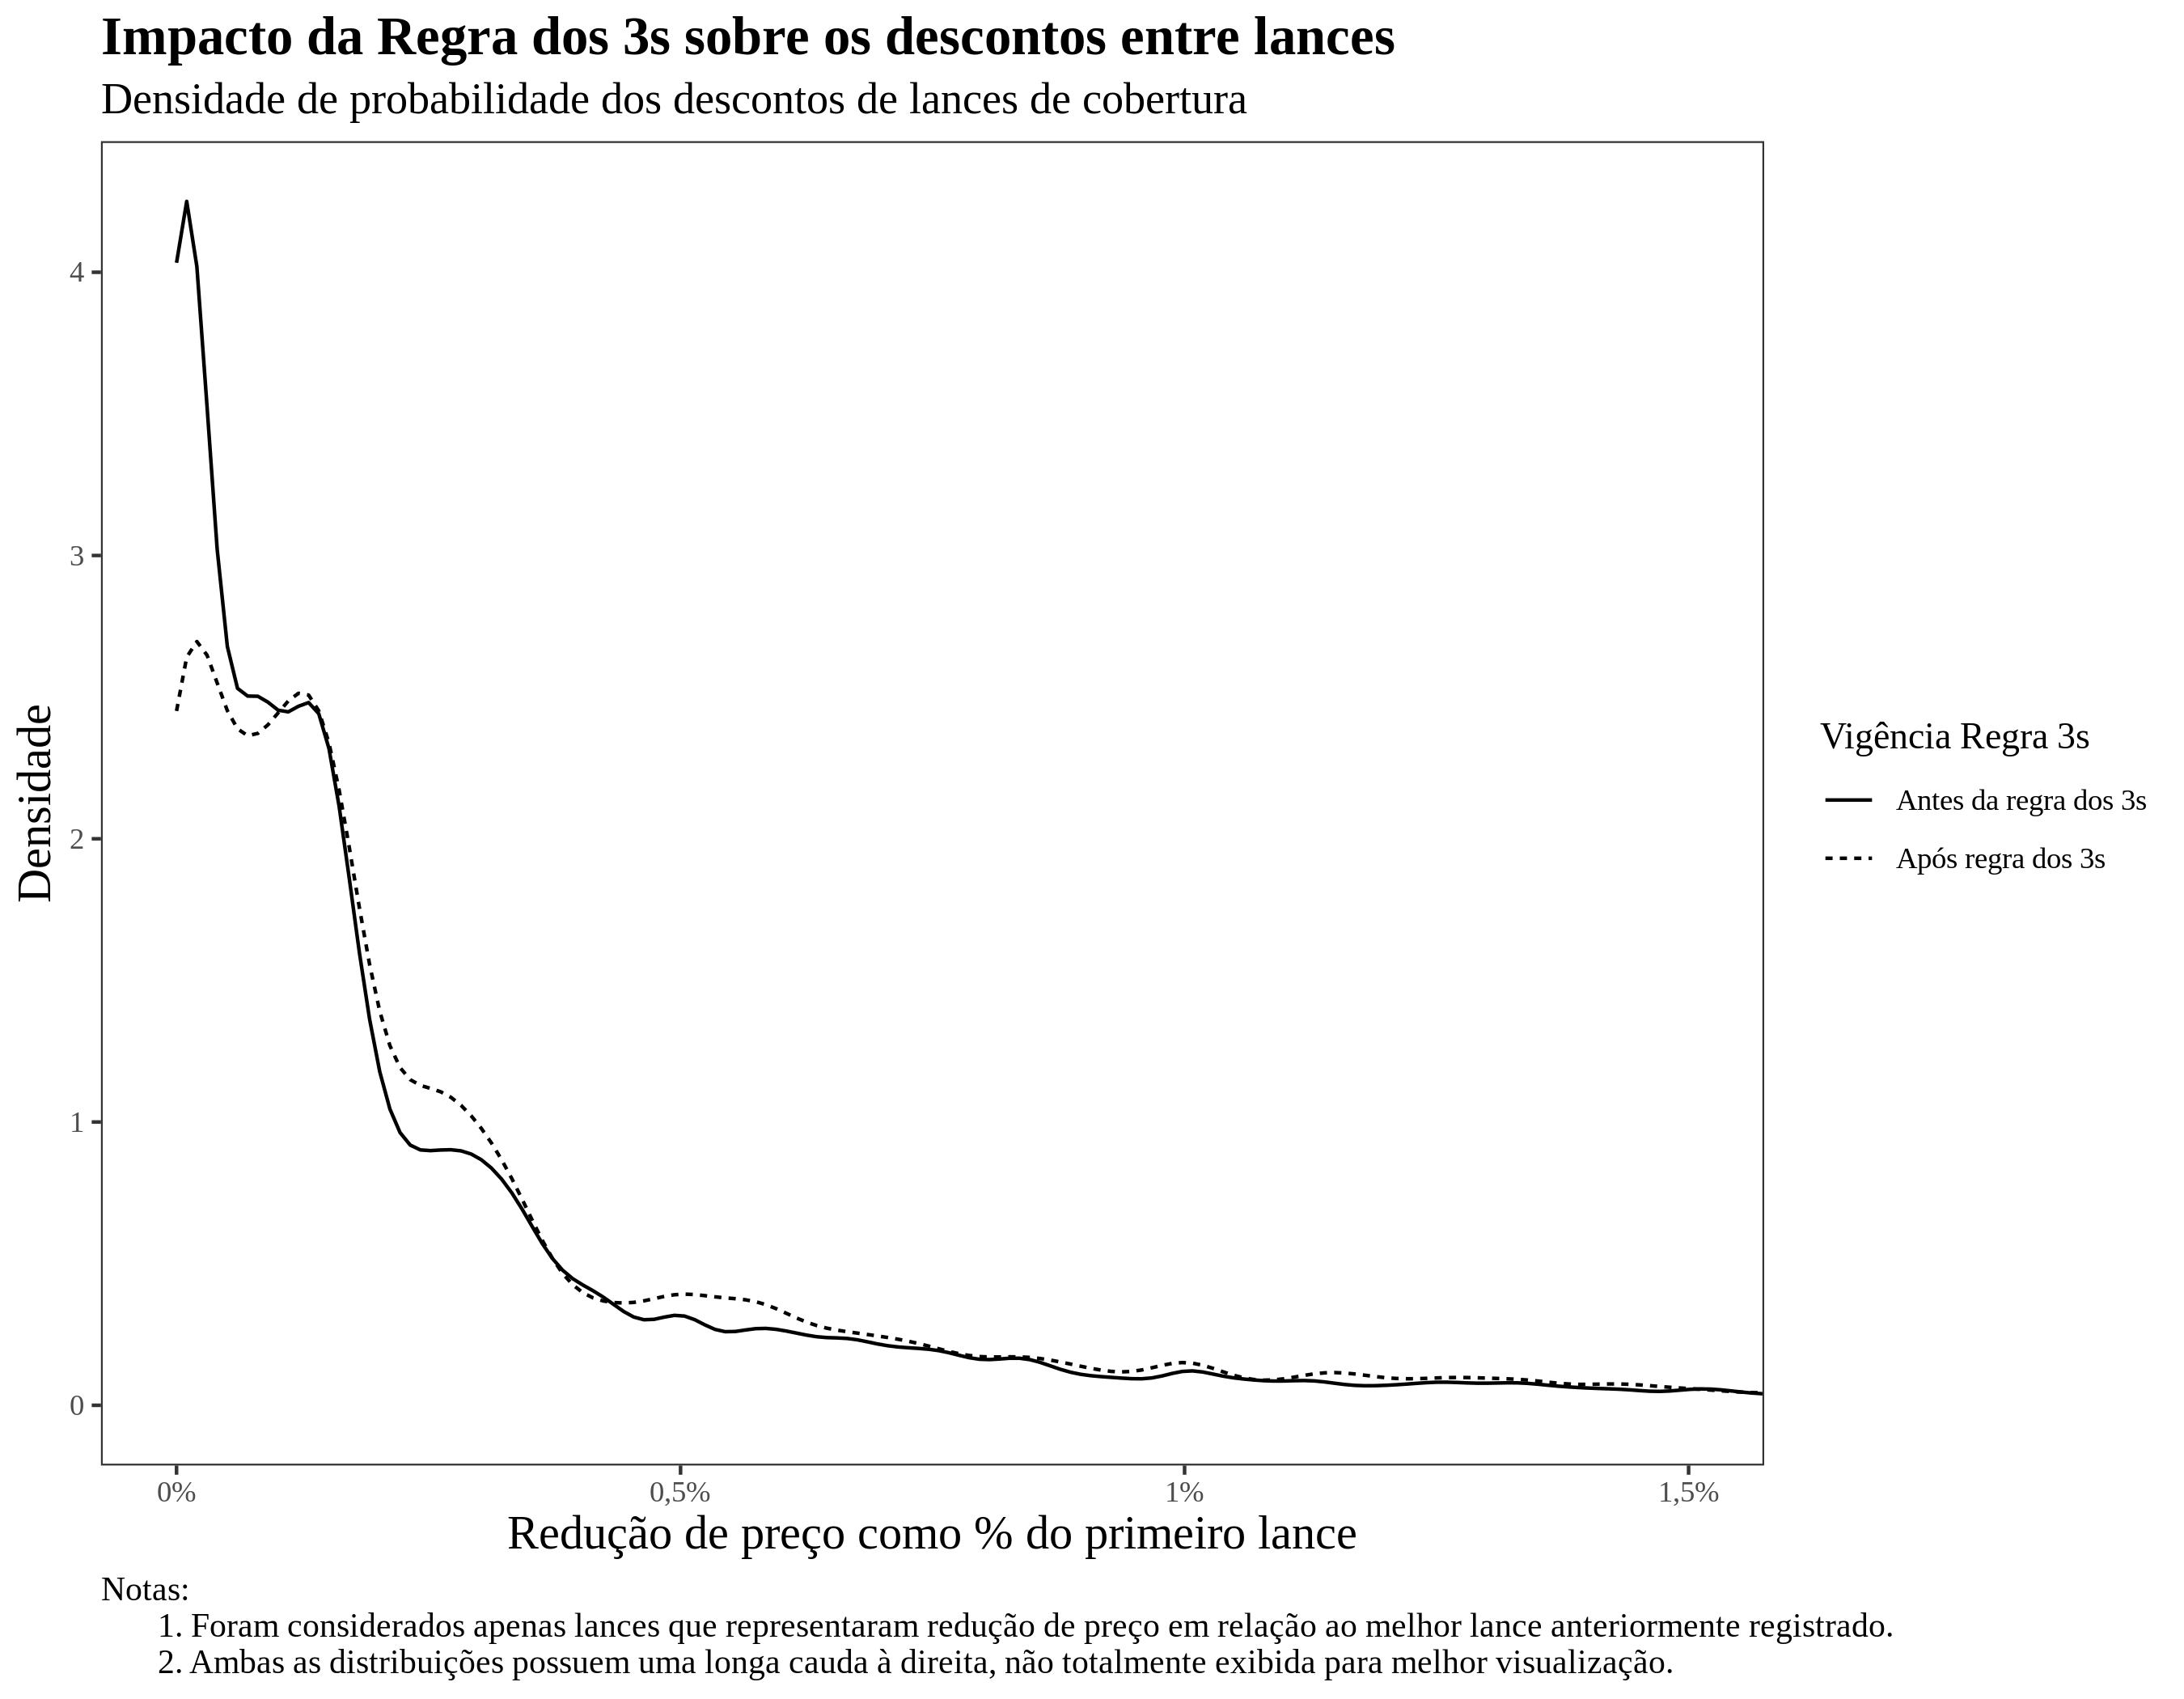 Impacto da Regra dos 3s sobre os descontos entre lances
Densidade de probabilidade dos descontos de lances de cobertura
Densidade
4
3
2
1
0
0%
0,5%
1%
1,5%
Redução de preço como % do primeiro lance
Vigência Regra 3s
Antes da regra dos 3s
Após regra dos 3s
Notas:
1. Foram considerados apenas lances que representaram redução de preço em relação ao melhor lance anteriormente registrado.
2. Ambas as distribuições possuem uma longa cauda à direita, não totalmente exibida para melhor visualização.